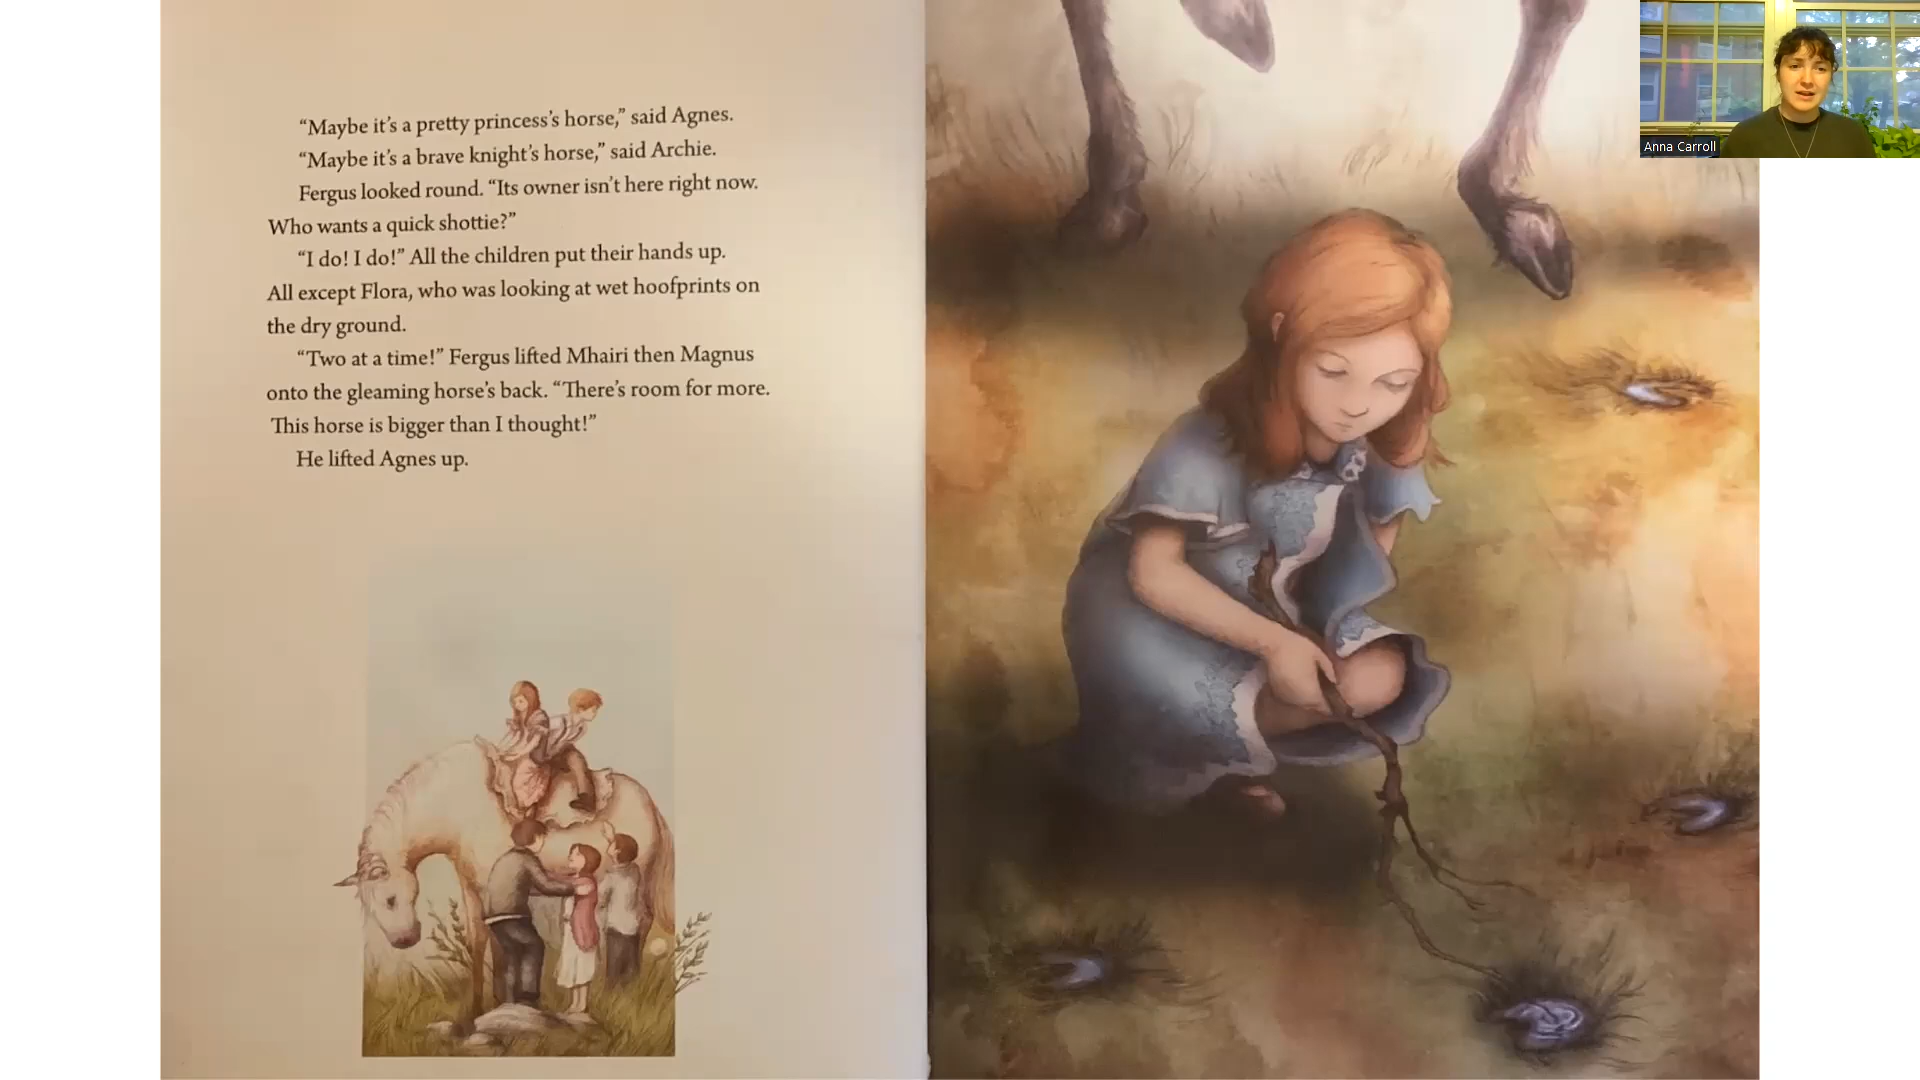 “Maybe it’s a pretty princess’s horse,” said Agnes.
“Maybe it’s a brave knight’s horse,” said Archie.
Fergus looked round. “Its owner isn’t here right now.
Who wants a quick shottie?”
“I do! I do!” All the children put their hands up.
All except Flora, who was looking at wet hoofprints on
the dry ground.
“Two at a time!” Fergus lifted Mhairi then Magnus
onto the gleaming horse’s back. “There’s room for more.
This horse is bigger than I thought!”
He lifted Agnes up.
Anna Carroll